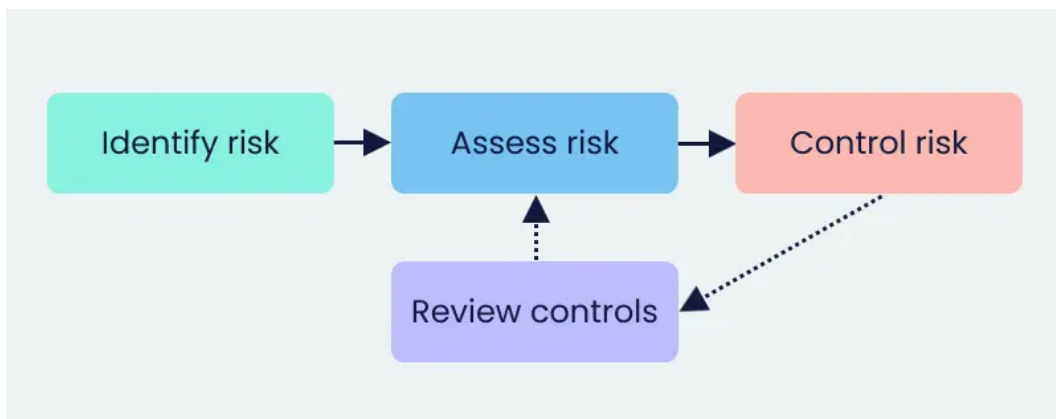 Identify risk
Assess risk
Control risk
Review controls